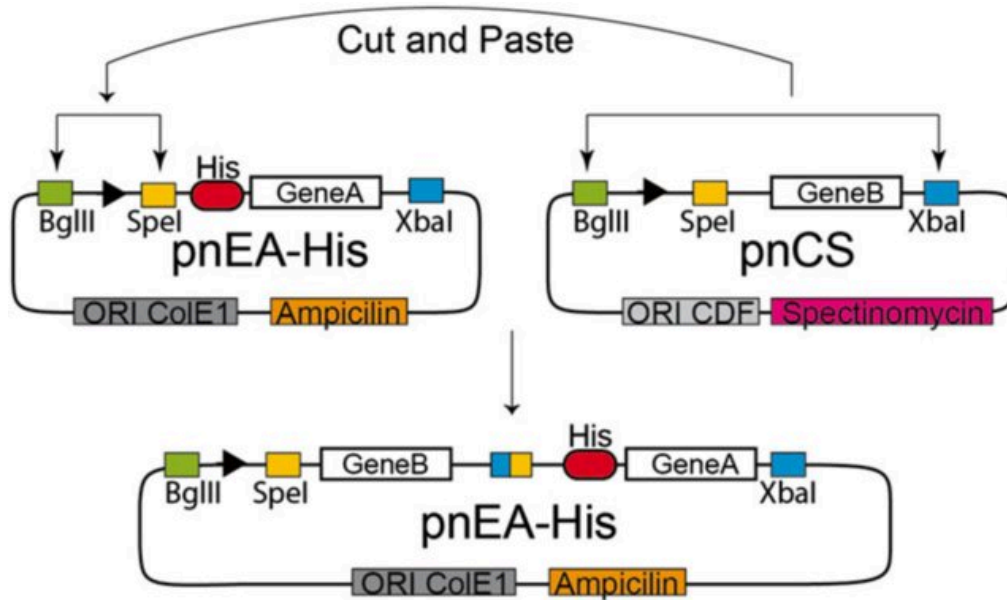 Cut and Paste
His
GeneA
BglII
SpeI
XbaI
pnEA-His
ORI ColE1
Ampicilin
GeneB
BglII
SpeI
XbaI
pnCS
ORI CDF
Spectinomycin
His
GeneB
GeneA
BglII
SpeI
XbaI
pnEA-His
ORI ColE1
Ampicilin